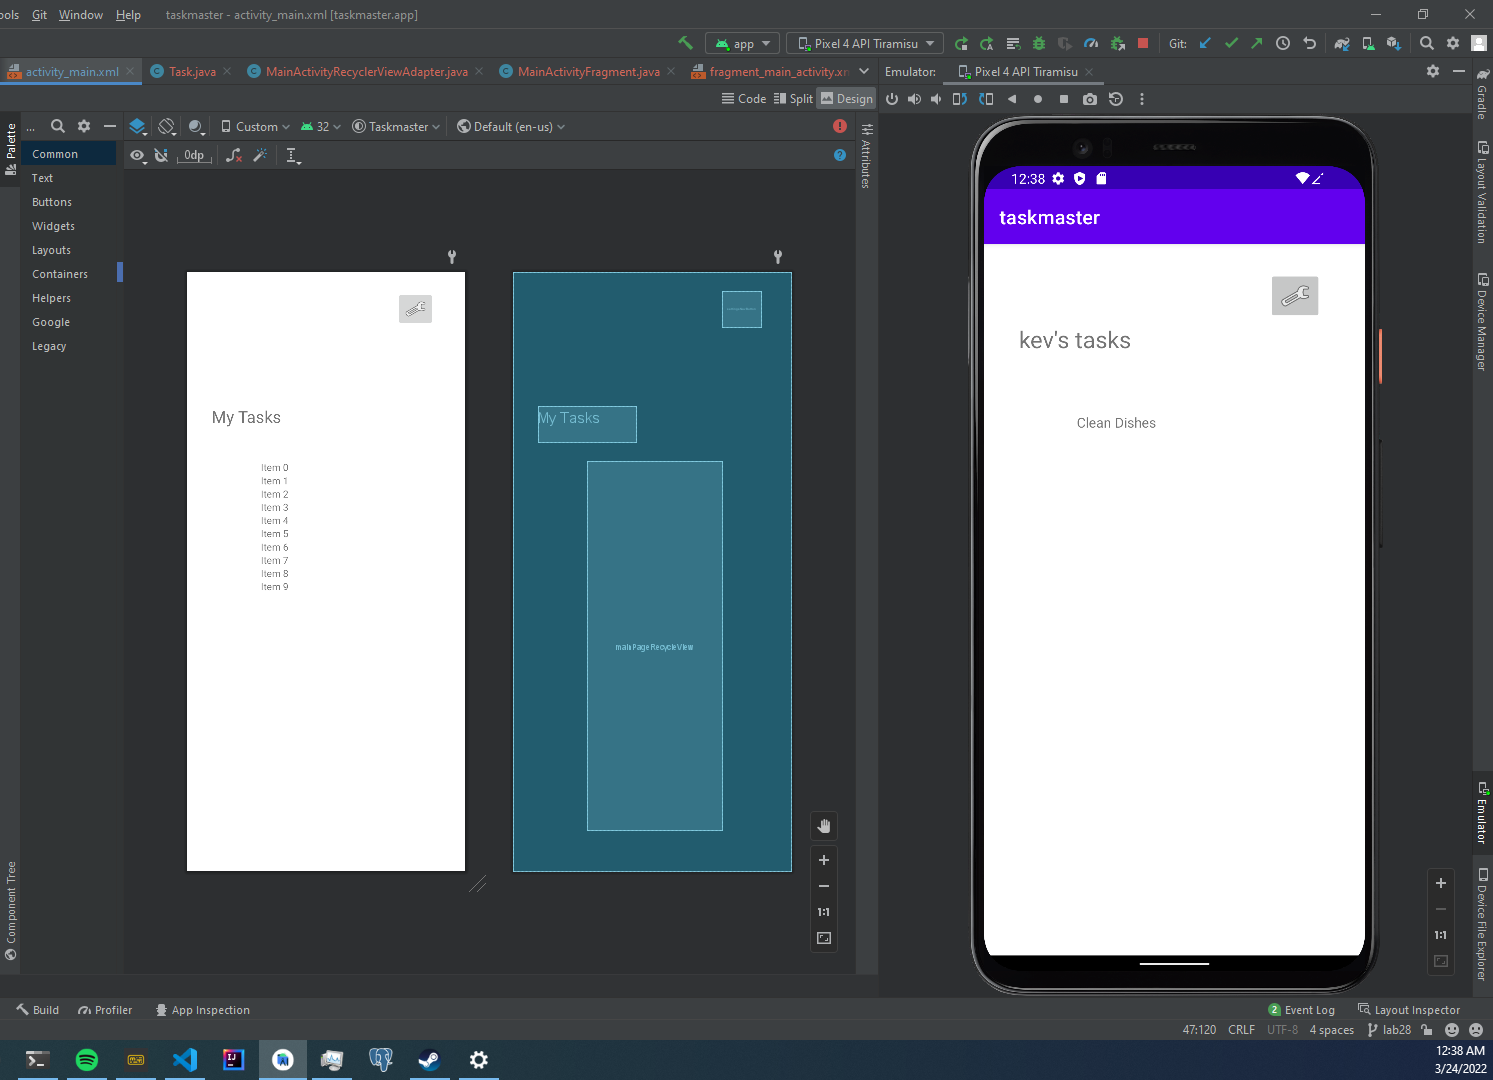 ools Git Window Help taskmaster - activity_main.xml [taskmaster.app]
app Pixel 4 API Tiramisu Git:
activity_main.xml Task.java MainActivityRecyclerViewAdapter.java MainActivityFragment.java fragment_main_activity.xm Emulator: Pixel 4 API Tiramisu
Code Split Design
... Custom 32 Taskmaster Default (en-us)
0dp
Palette
Common
Text
Buttons
Widgets
Layouts
Containers
Helpers
Google
Legacy
Component Tree
My Tasks
Item 0
Item 1
Item 2
Item 3
Item 4
Item 5
Item 6
Item 7
Item 8
Item 9
My Tasks
mainPageRecycleView
1:1
Attributes
12:38
taskmaster
kev's tasks
Clean Dishes
1:1
Gradle
Layout Validation
Device Manager
Emulator
Device File Explorer
Build Profiler App Inspection 2 Event Log Layout Inspector
47:120 CRLF UTF-8 4 spaces lab28
12:38 AM
3/24/2022